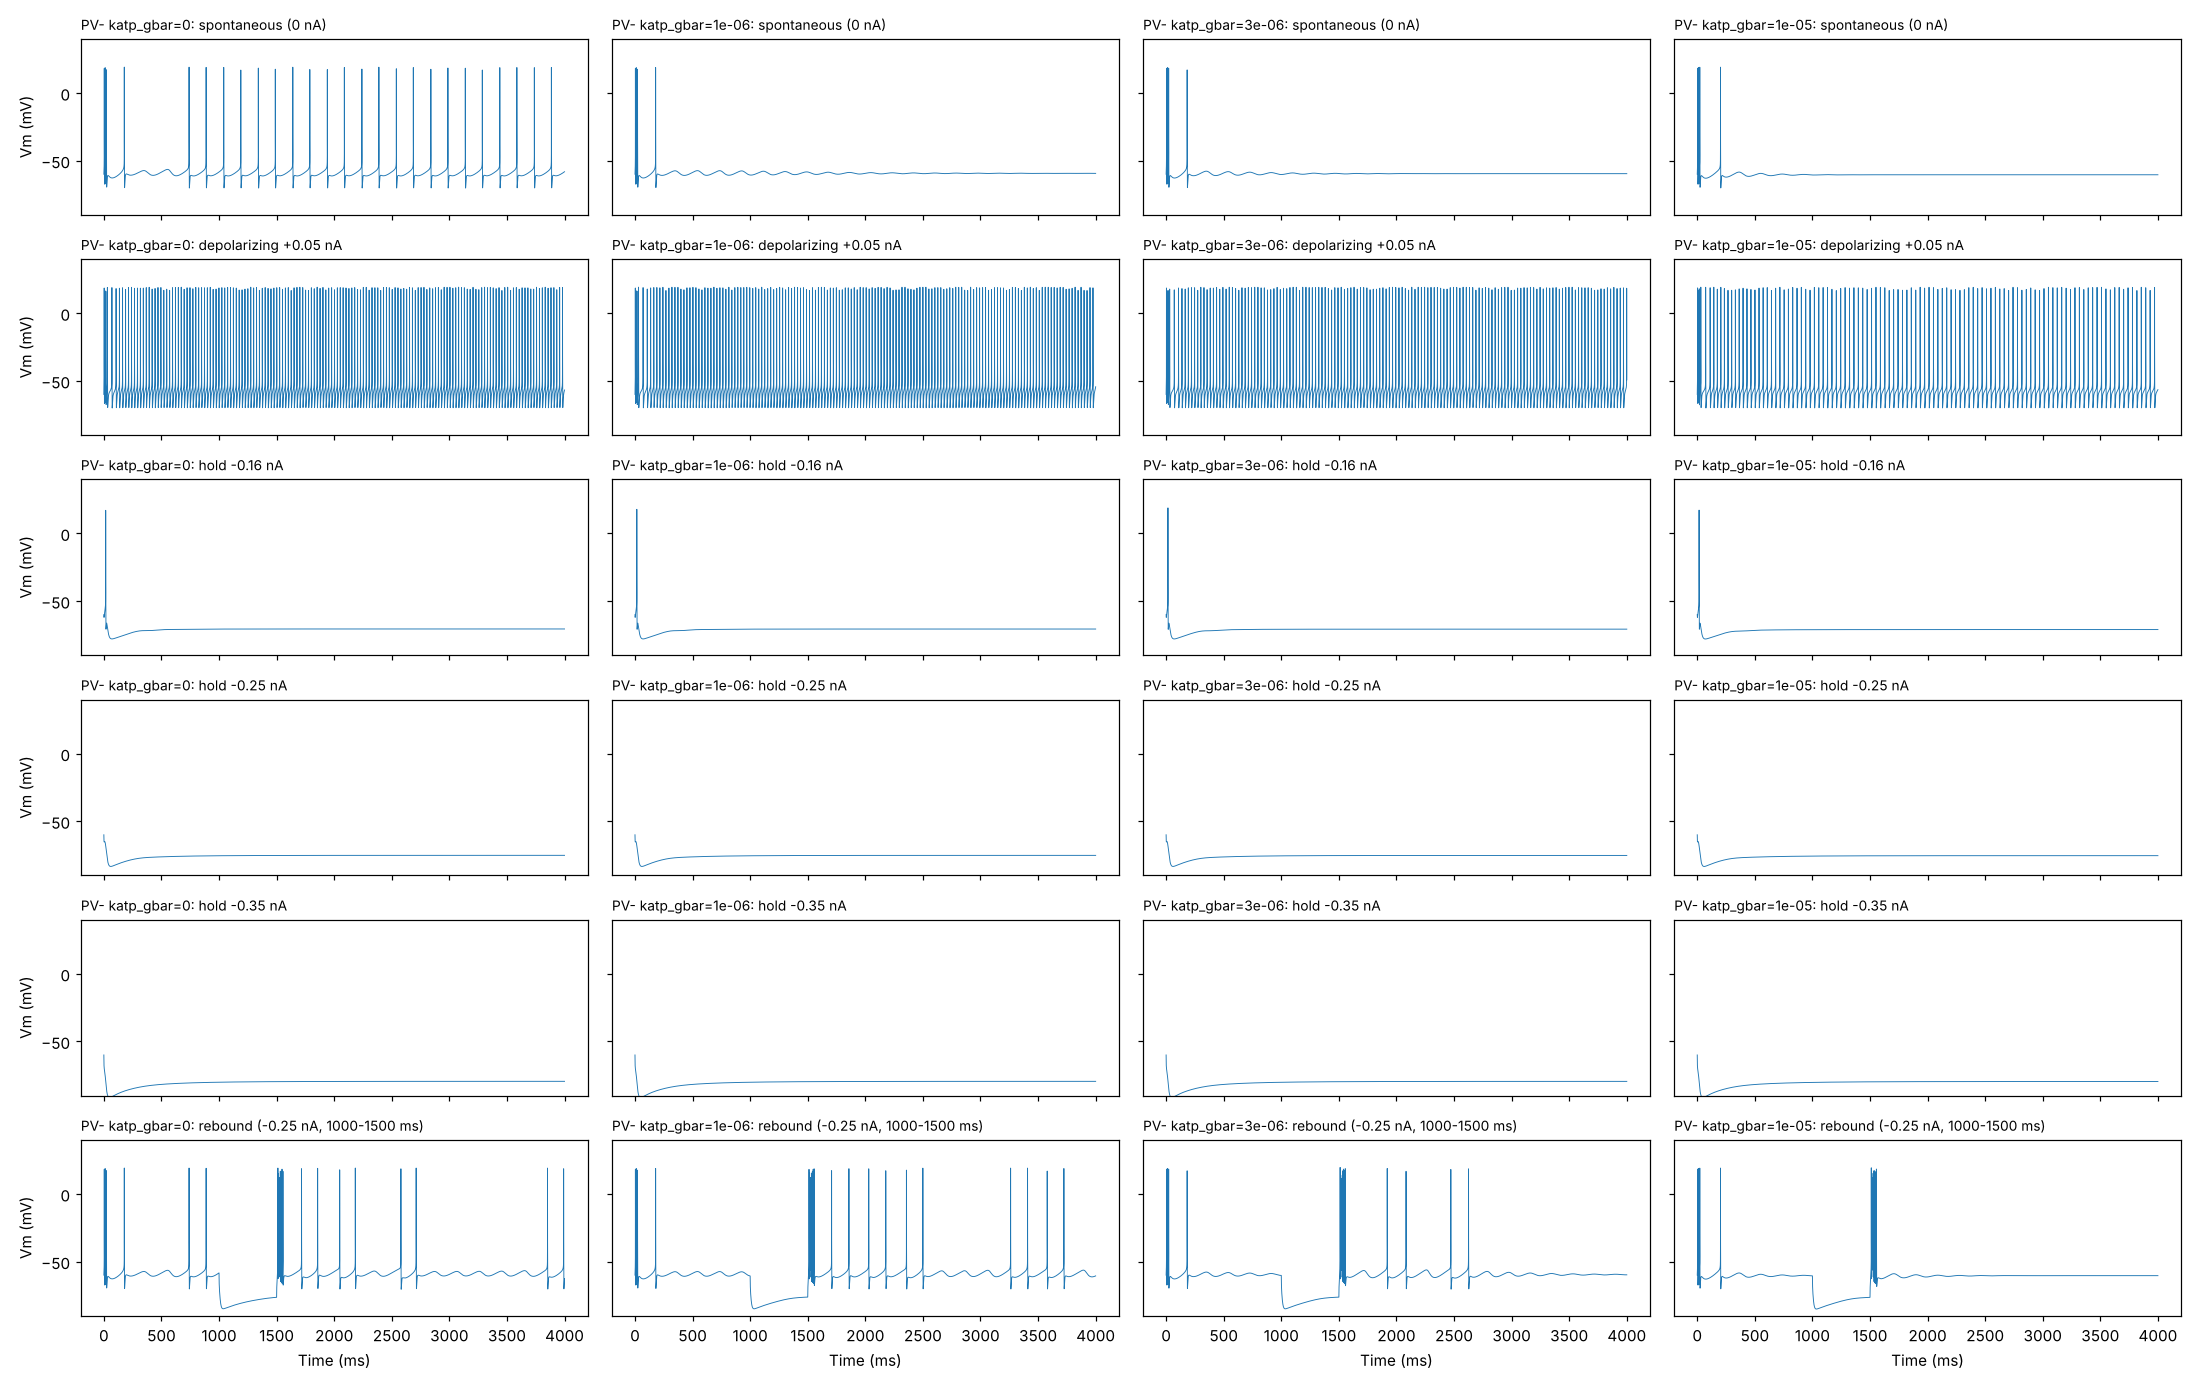 PV- katp_gbar=0: spontaneous (0 nA)
PV- katp_gbar=1e-06: spontaneous (0 nA)
PV- katp_gbar=3e-06: spontaneous (0 nA)
PV- katp_gbar=1e-05: spontaneous (0 nA)
0
−50
Vm (mV)
PV- katp_gbar=0: depolarizing +0.05 nA
PV- katp_gbar=1e-06: depolarizing +0.05 nA
PV- katp_gbar=3e-06: depolarizing +0.05 nA
PV- katp_gbar=1e-05: depolarizing +0.05 nA
0
−50
Vm (mV)
PV- katp_gbar=0: hold -0.16 nA
PV- katp_gbar=1e-06: hold -0.16 nA
PV- katp_gbar=3e-06: hold -0.16 nA
PV- katp_gbar=1e-05: hold -0.16 nA
0
−50
Vm (mV)
PV- katp_gbar=0: hold -0.25 nA
PV- katp_gbar=1e-06: hold -0.25 nA
PV- katp_gbar=3e-06: hold -0.25 nA
PV- katp_gbar=1e-05: hold -0.25 nA
0
−50
Vm (mV)
PV- katp_gbar=0: hold -0.35 nA
PV- katp_gbar=1e-06: hold -0.35 nA
PV- katp_gbar=3e-06: hold -0.35 nA
PV- katp_gbar=1e-05: hold -0.35 nA
0
−50
Vm (mV)
PV- katp_gbar=0: rebound (-0.25 nA, 1000-1500 ms)
PV- katp_gbar=1e-06: rebound (-0.25 nA, 1000-1500 ms)
PV- katp_gbar=3e-06: rebound (-0.25 nA, 1000-1500 ms)
PV- katp_gbar=1e-05: rebound (-0.25 nA, 1000-1500 ms)
0
−50
Vm (mV)
0 500 1000 1500 2000 2500 3000 3500 4000
0 500 1000 1500 2000 2500 3000 3500 4000
0 500 1000 1500 2000 2500 3000 3500 4000
0 500 1000 1500 2000 2500 3000 3500 4000
Time (ms)
Time (ms)
Time (ms)
Time (ms)